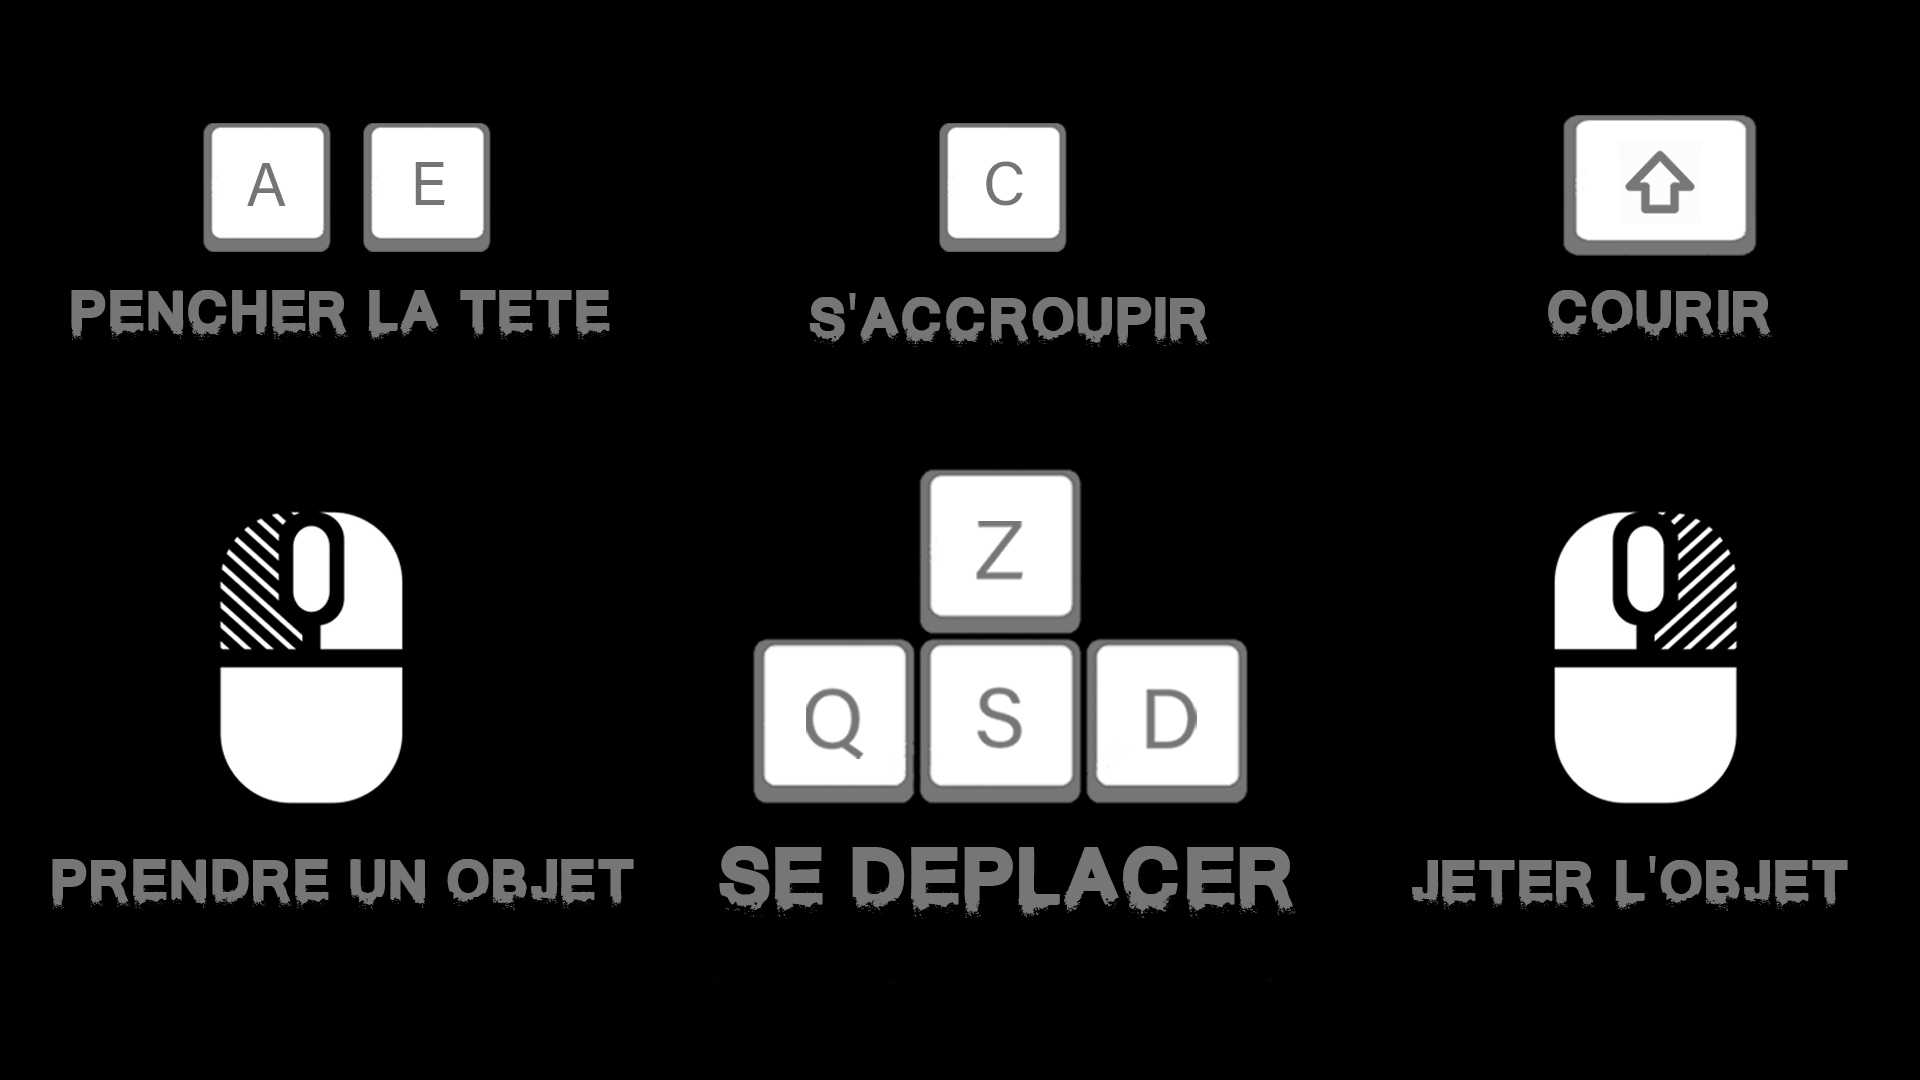 A E
C
PENCHER LA TETE
S'ACCROUPIR
COURIR
Z
Q S D
PRENDRE UN OBJET
SE DEPLACER
JETER L'OBJET